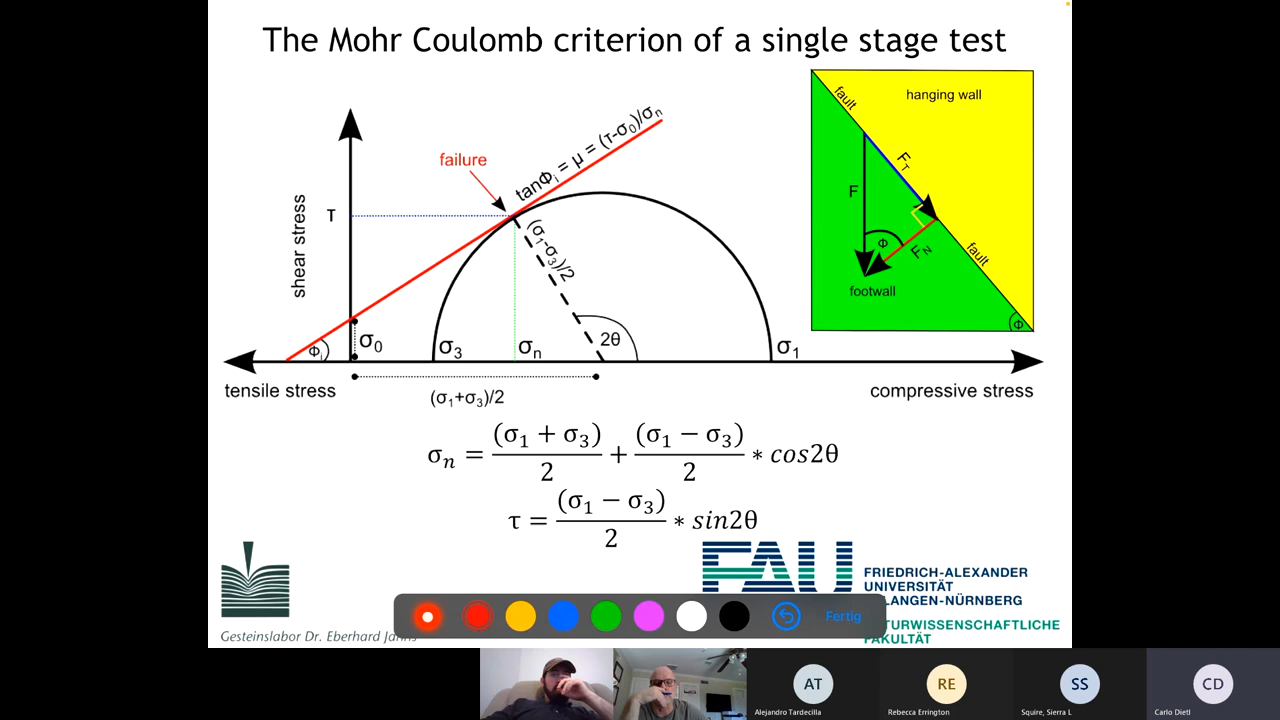 The Mohr Coulomb criterion of a single stage test
shear stress
τ
failure
tanΦi = μ = (τ-σ0)/σn
(σ1-σ3)/2
2θ
Φi
σ0
σ3
σn
σ1
tensile stress
(σ1+σ3)/2
compressive stress
fault
hanging wall
FT
F
Φ
FN
fault
footwall
Φ
σn = (σ1 + σ3)/2 + (σ1 − σ3)/2 * cos2θ
τ = (σ1 − σ3)/2 * sin2θ
Gesteinslabor Dr. Eberhard Jahns
FAU
FRIEDRICH-ALEXANDER
UNIVERSITÄT
LANGEN-NÜRNBERG
TURWISSENSCHAFTLICHE
FAKULTÄT
Fertig
AT
Alejandro Tardecilla
RE
Rebecca Errington
SS
Squire, Sierra L
CD
Carlo Dietl